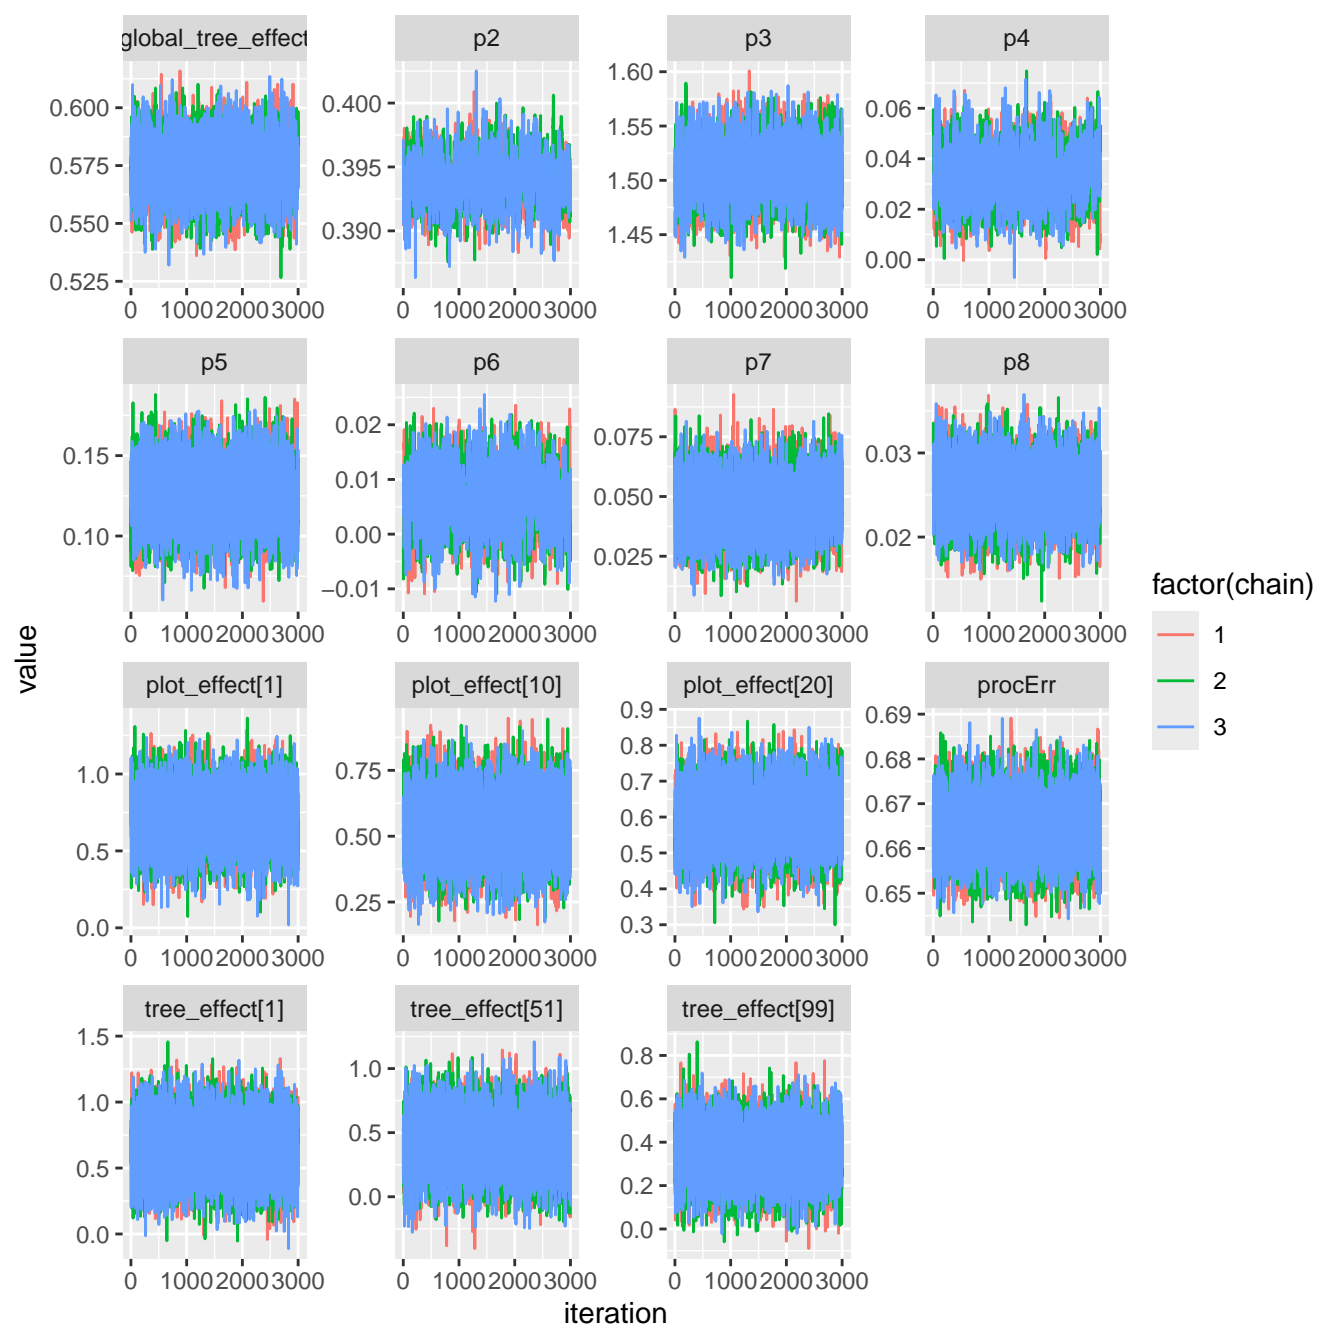 global_tree_effect p2 p3 p4
0.600 0.575 0.550 0.525
0.400 0.395 0.390
1.60 1.55 1.50 1.45
0.06 0.04 0.02 0.00
0 1000 2000 3000 0 1000 2000 3000 0 1000 2000 3000 0 1000 2000 3000
p5 p6 p7 p8
0.15 0.10
0.02 0.01 0.00 −0.01
0.075 0.050 0.025
0.03 0.02
0 1000 2000 3000 0 1000 2000 3000 0 1000 2000 3000 0 1000 2000 3000
plot_effect[1] plot_effect[10] plot_effect[20] procErr
1.0 0.5 0.0
0.75 0.50 0.25
0.9 0.8 0.7 0.6 0.5 0.4 0.3
0.69 0.68 0.67 0.66 0.65
0 1000 2000 3000 0 1000 2000 3000 0 1000 2000 3000 0 1000 2000 3000
tree_effect[1] tree_effect[51] tree_effect[99]
1.5 1.0 0.5 0.0
1.0 0.5 0.0
0.8 0.6 0.4 0.2 0.0
0 1000 2000 3000 0 1000 2000 3000 0 1000 2000 3000
value
iteration
factor(chain)
1
2
3